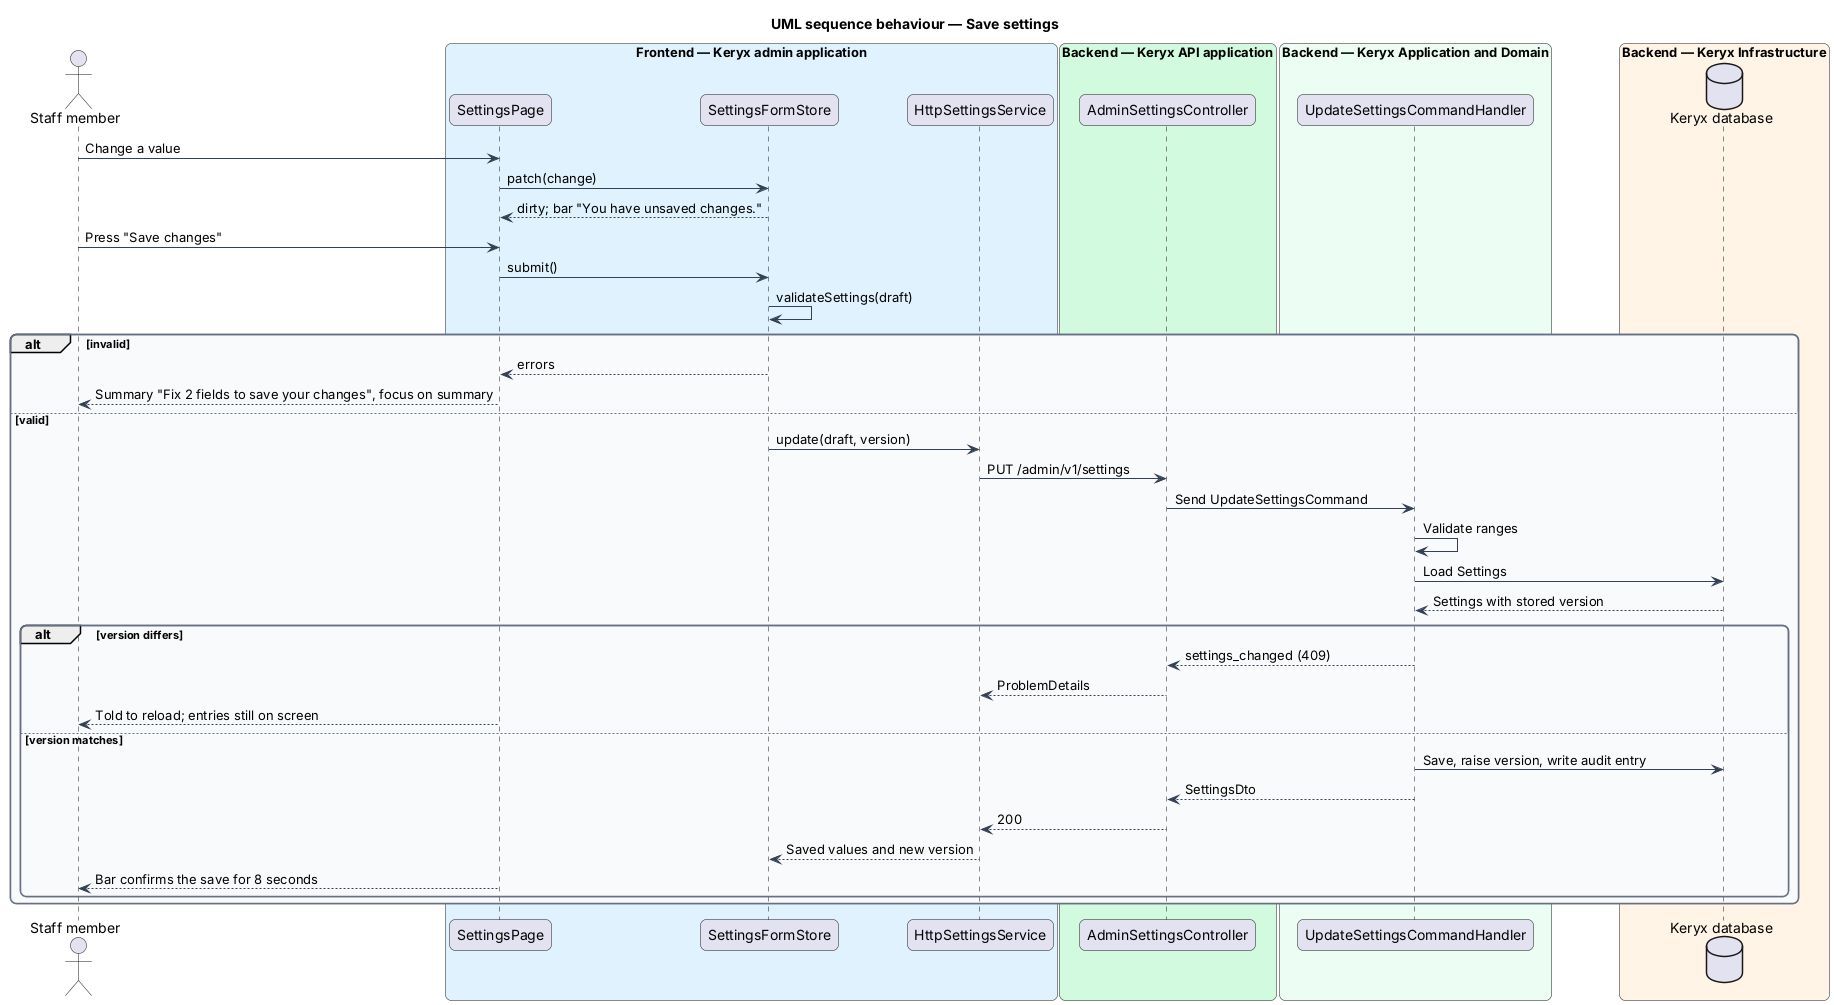 UML sequence behaviour — Save settings
Frontend — Keryx admin application
Backend — Keryx API application
Backend — Keryx Application and Domain
Backend — Keryx Infrastructure
Staff member
SettingsPage
SettingsFormStore
HttpSettingsService
AdminSettingsController
UpdateSettingsCommandHandler
Keryx database
Change a value
patch(change)
dirty; bar "You have unsaved changes."
Press "Save changes"
submit()
validateSettings(draft)
alt
[invalid]
errors
Summary "Fix 2 fields to save your changes", focus on summary
[valid]
update(draft, version)
PUT /admin/v1/settings
Send UpdateSettingsCommand
Validate ranges
Load Settings
Settings with stored version
alt
[version differs]
settings_changed (409)
ProblemDetails
Told to reload; entries still on screen
[version matches]
Save, raise version, write audit entry
SettingsDto
200
Saved values and new version
Bar confirms the save for 8 seconds
Staff member
SettingsPage
SettingsFormStore
HttpSettingsService
AdminSettingsController
UpdateSettingsCommandHandler
Keryx database